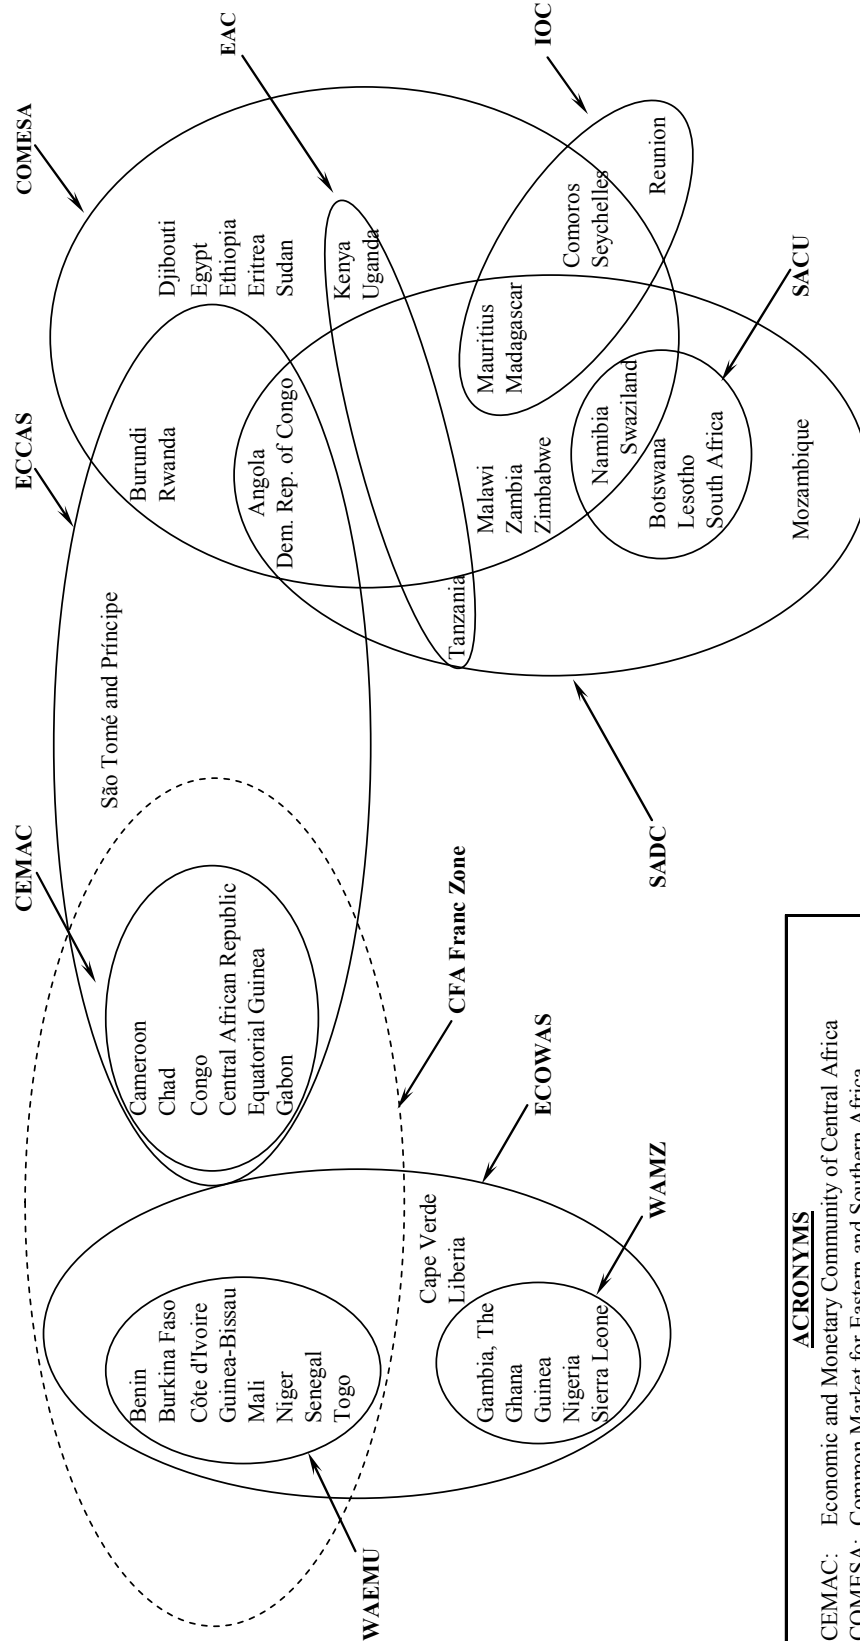 COMESA
EAC
IOC
ECCAS
CEMAC
Djibouti
Egypt
Ethiopia
Eritrea
Sudan
Kenya
Uganda
Comoros
Seychelles
Reunion
SACU
Burundi
Rwanda
Angola
Dem. Rep. of Congo
Mauritius
Madagascar
Malawi
Zambia
Zimbabwe
Namibia
Swaziland
Botswana
Lesotho
South Africa
Mozambique
Tanzania
São Tomé and Príncipe
SADC
Cameroon
Chad
Congo
Central African Republic
Equatorial Guinea
Gabon
CFA Franc Zone
ECOWAS
WAMZ
Benin
Burkina Faso
Côte d'Ivoire
Guinea-Bissau
Mali
Niger
Senegal
Togo
Cape Verde
Liberia
Gambia, The
Ghana
Guinea
Nigeria
Sierra Leone
WAEMU
ACRONYMS
CEMAC: Economic and Monetary Community of Central Africa
COMESA: Common Market for Eastern and Southern Africa